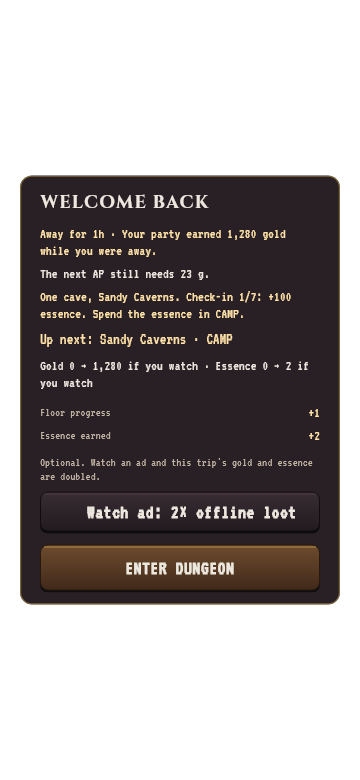 WELCOME BACK
Away for 1h · Your party earned 1,280 gold
while you were away.
The next AP still needs 23 g.
One cave, Sandy Caverns. Check-in 1/7: +100
essence. Spend the essence in CAMP.
Up next: Sandy Caverns · CAMP
Gold 0 → 1,280 if you watch · Essence 0 → 2 if
you watch
Floor progress +1
Essence earned +2
Optional. Watch an ad and this trip's gold and essence
are doubled.
Watch ad: 2X offline loot
ENTER DUNGEON